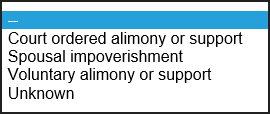 --
Court ordered alimony or support
Spousal impoverishment
Voluntary alimony or support
Unknown